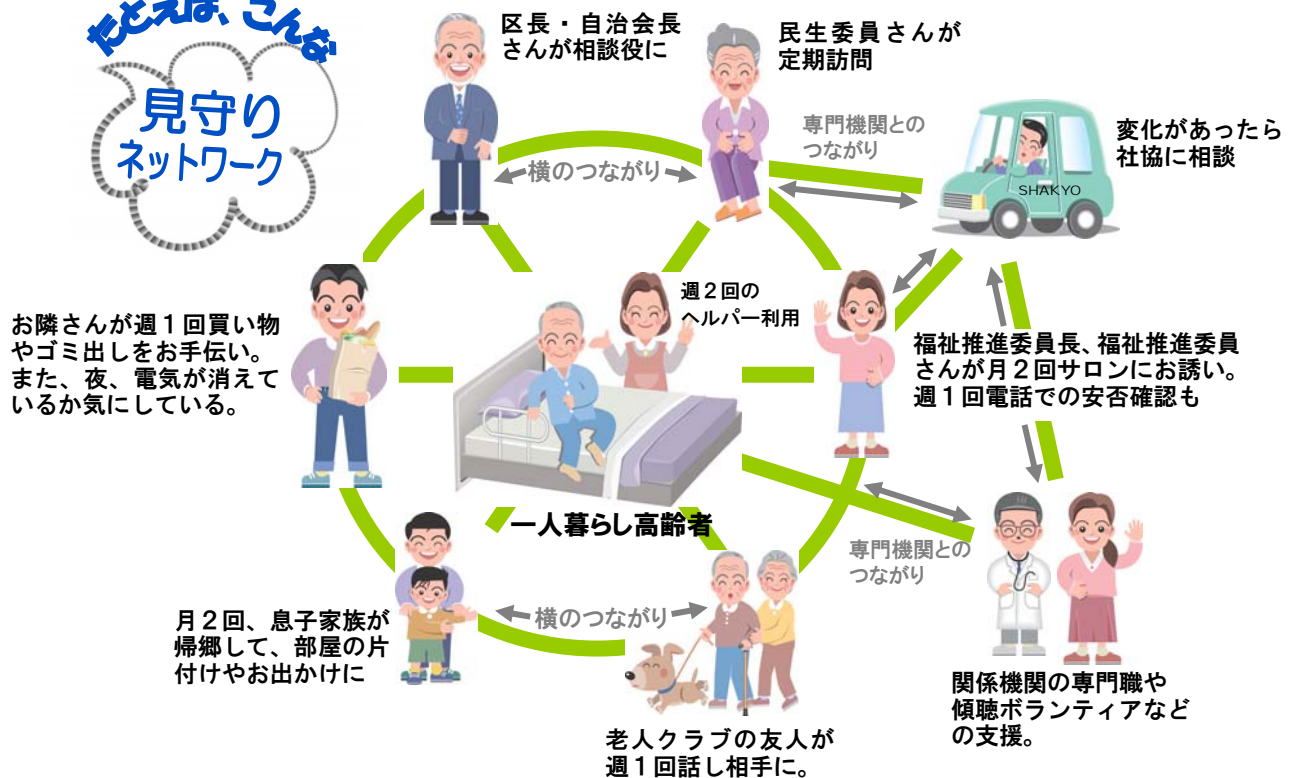 たとえば、こんな
見守り
ネットワーク
区長・自治会長
さんが相談役に
民生委員さんが
定期訪問
専門機関との
つながり
変化があったら
社協に相談
SHAKYO
横のつながり
お隣さんが週１回買い物
やゴミ出しをお手伝い。
また、夜、電気が消えて
いるか気にしている。
週２回の
ヘルパー利用
福祉推進委員長、福祉推進委員
さんが月２回サロンにお誘い。
週１回電話での安否確認も
一人暮らし高齢者
専門機関との
つながり
月２回、息子家族が
帰郷して、部屋の片
付けやお出かけに
横のつながり
老人クラブの友人が
週１回話し相手に。
関係機関の専門職や
傾聴ボランティアなど
の支援。